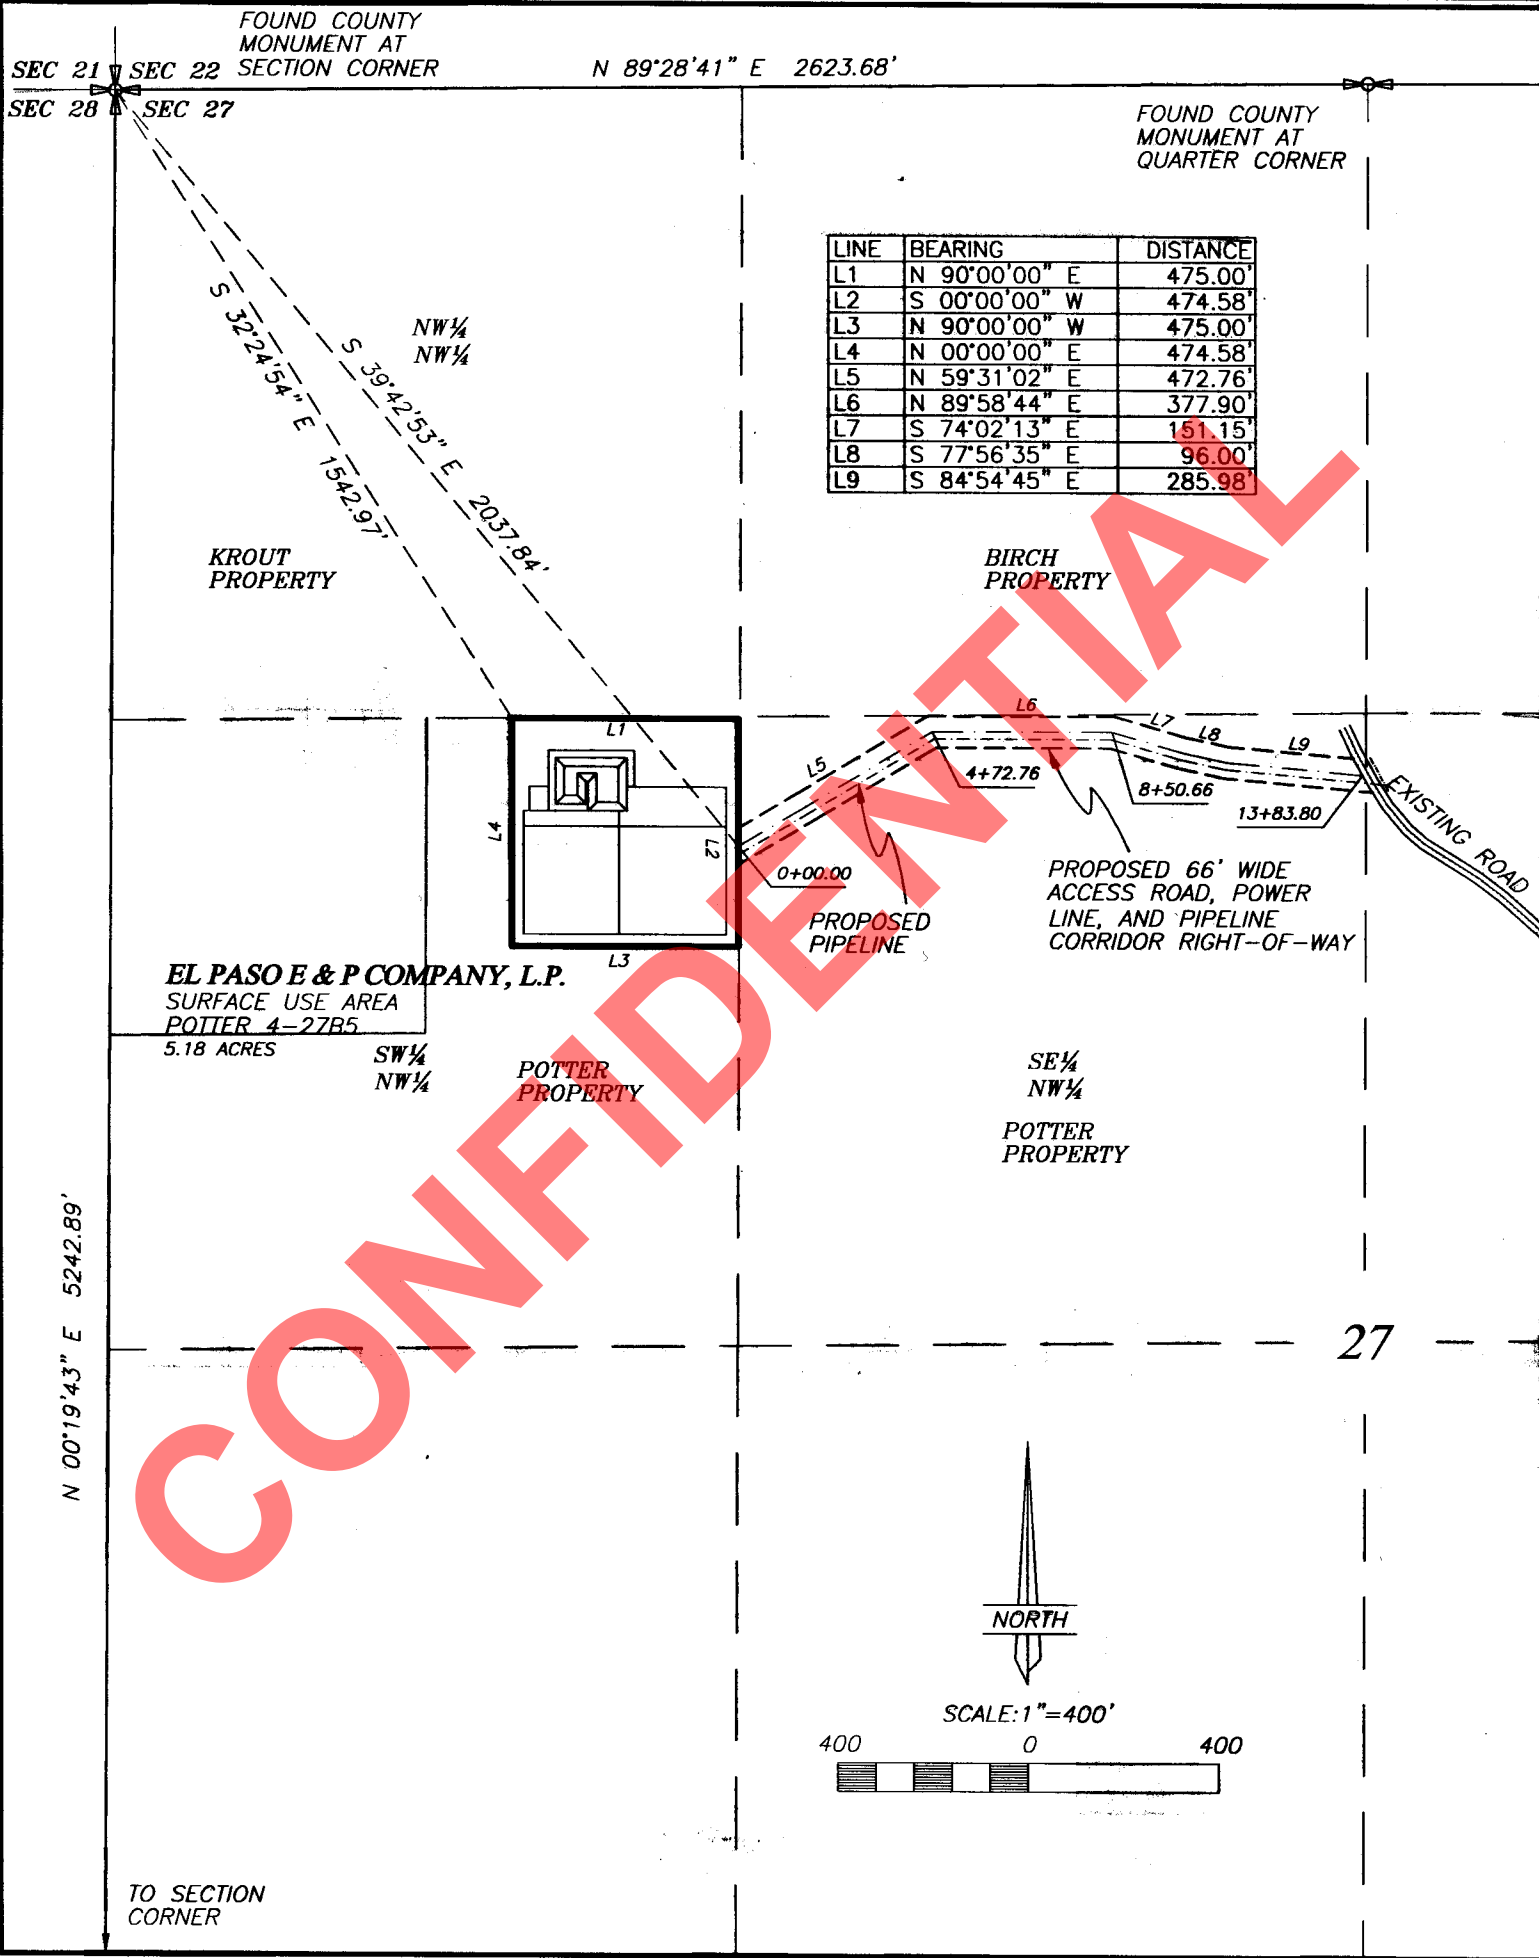 FOUND COUNTY
MONUMENT AT
SECTION CORNER
N 89°28'41" E 2623.68'
SEC 21
SEC 22
SEC 28
SEC 27
FOUND COUNTY
MONUMENT AT
QUARTER CORNER
LINE BEARING DISTANCE
L1 N 90°00'00" E 475.00'
L2 S 00°00'00" W 474.58'
L3 N 90°00'00" W 475.00'
L4 N 00°00'00" E 474.58'
L5 N 59°31'02" E 472.76'
L6 N 89°58'44" E 377.90'
L7 S 74°02'13" E 151.15'
L8 S 77°56'35" E 96.00'
L9 S 84°54'45" E 285.98'
S 32°24'54" E 1542.97'
S 39°42'53" E 2037.84'
NW¼
NW¼
KROUT
PROPERTY
BIRCH
PROPERTY
L1
L2
L3
L4
L5
L6
L7
L8
L9
0+00.00
4+72.76
8+50.66
13+83.80
EXISTING ROAD
PROPOSED
PIPELINE
PROPOSED 66' WIDE
ACCESS ROAD, POWER
LINE, AND PIPELINE
CORRIDOR RIGHT-OF-WAY
EL PASO E & P COMPANY, L.P.
SURFACE USE AREA
POTTER 4-27B5
5.18 ACRES
SW¼
NW¼
POTTER
PROPERTY
SE¼
NW¼
POTTER
PROPERTY
N 00°19'43" E 5242.89'
27
NORTH
SCALE: 1"=400'
400 0 400
TO SECTION
CORNER
CONFIDENTIAL